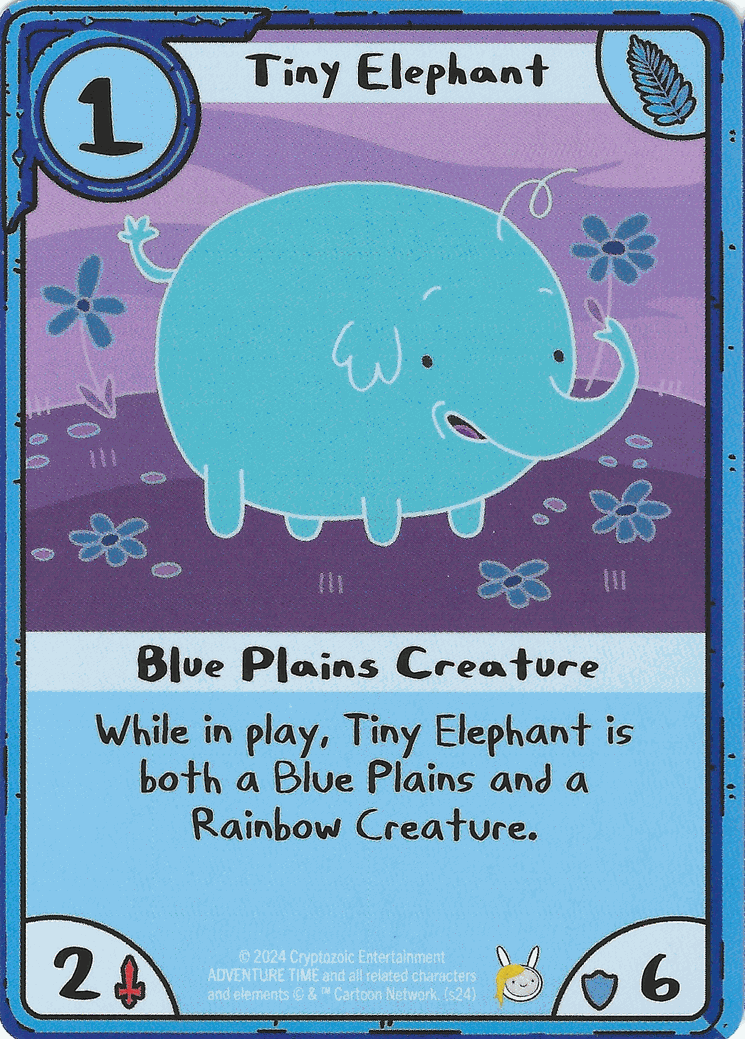 1
Tiny Elephant
Blue Plains Creature
While in play, Tiny Elephant is
both a Blue Plains and a
Rainbow Creature.
2
© 2024 Cryptozoic Entertainment
ADVENTURE TIME and all related characters
and elements © & ™ Cartoon Network. (s24)
6